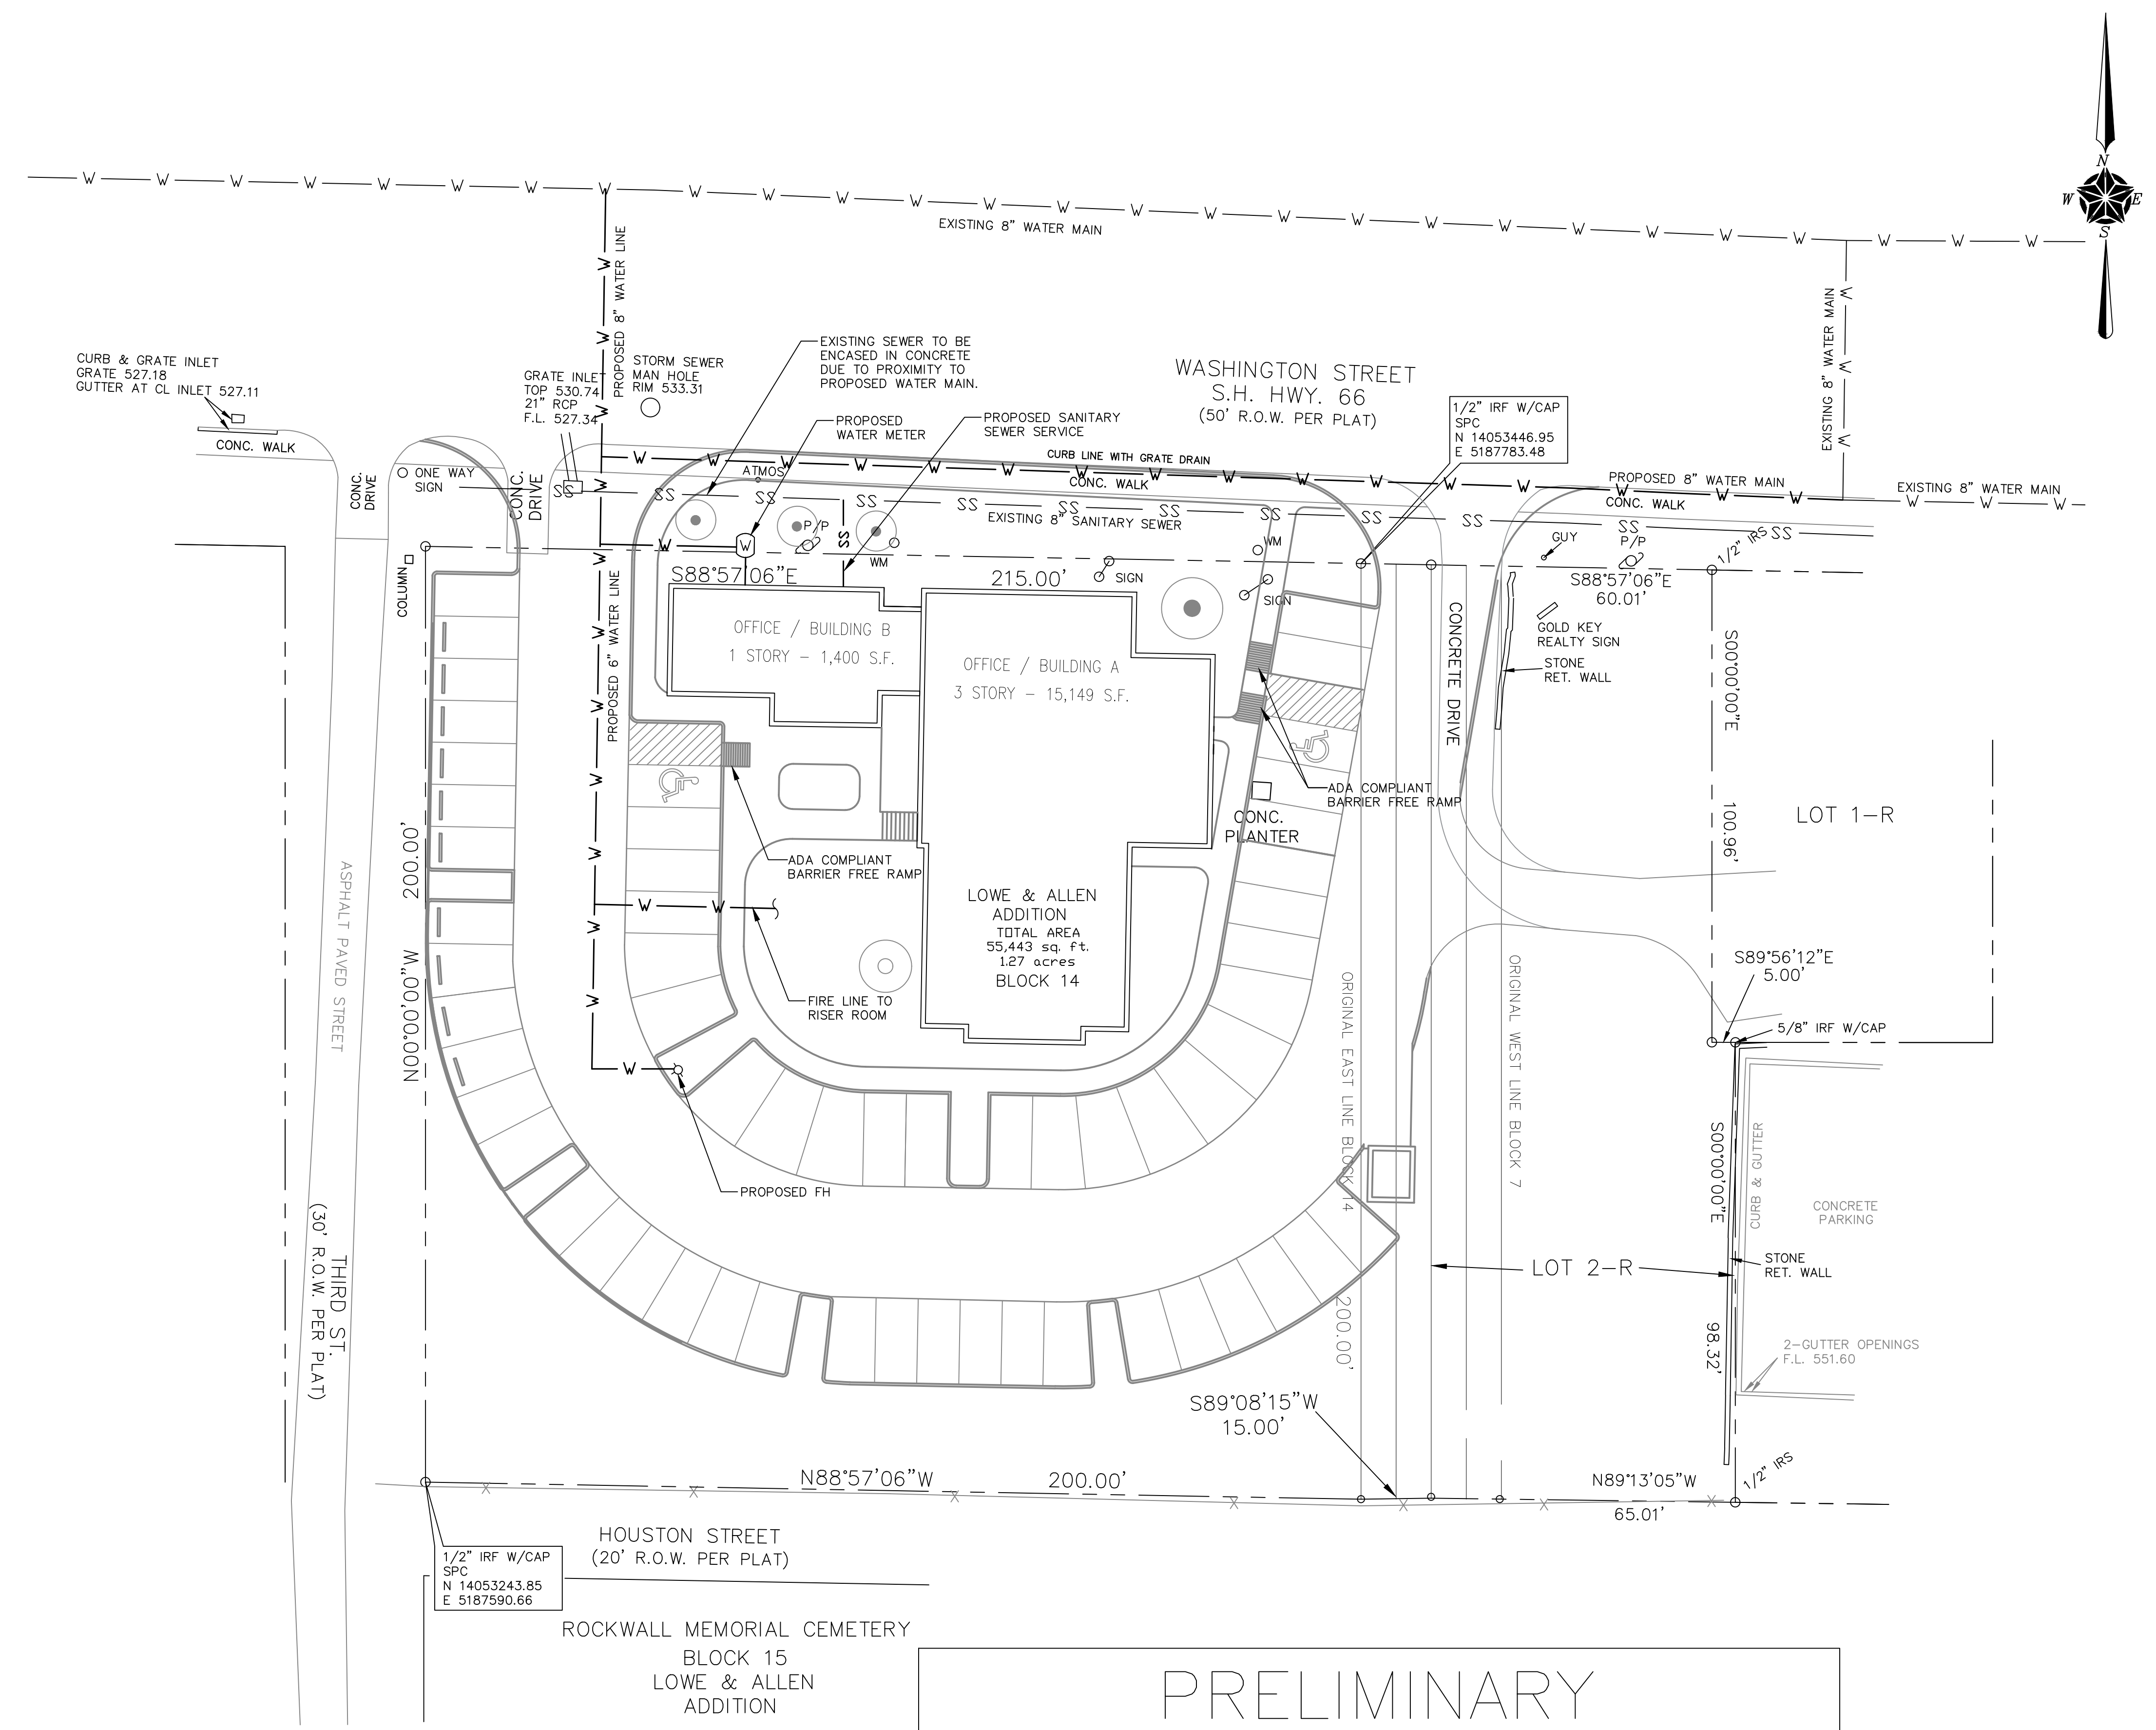 N
W
E
S
W W W W W W W W W W W W W W W W W W W W W W W W W W W
EXISTING 8" WATER MAIN
PROPOSED 8" WATER LINE
EXISTING 8" WATER MAIN
CURB & GRATE INLET
GRATE 527.18
GUTTER AT CL INLET 527.11
CONC. WALK
GRATE INLET
TOP 530.74
21" RCP
F.L. 527.34
STORM SEWER
MAN HOLE
RIM 533.31
EXISTING SEWER TO BE
ENCASED IN CONCRETE
DUE TO PROXIMITY TO
PROPOSED WATER MAIN.
PROPOSED
WATER METER
PROPOSED SANITARY
SEWER SERVICE
WASHINGTON STREET
S.H. HWY. 66
(50' R.O.W. PER PLAT)
1/2" IRF W/CAP
SPC
N 14053446.95
E 5187783.48
CONC.
DRIVE
ONE WAY
SIGN
CONC.
DRIVE
ATMOS
CURB LINE WITH GRATE DRAIN
CONC. WALK
PROPOSED 8" WATER MAIN
CONC. WALK
EXISTING 8" WATER MAIN
SS SS SS SS SS SS SS SS SS SS SS SS
EXISTING 8" SANITARY SEWER
P/P
SS
WM
WM
GUY
P/P
1/2" IRS
COLUMN
W
S88°57'06"E
215.00'
SIGN
SIGN
S88°57'06"E
60.01'
GOLD KEY
REALTY SIGN
STONE
RET. WALL
CONCRETE DRIVE
OFFICE / BUILDING B
1 STORY - 1,400 S.F.
OFFICE / BUILDING A
3 STORY - 15,149 S.F.
PROPOSED 6" WATER LINE
S00°00'00"E
100.96'
LOT 1-R
ADA COMPLIANT
BARRIER FREE RAMP
CONC.
PLANTER
ADA COMPLIANT
BARRIER FREE RAMP
200.00'
N00°00'00"W
ASPHALT PAVED STREET
LOWE & ALLEN
ADDITION
TOTAL AREA
55,443 sq. ft.
1.27 acres
BLOCK 14
FIRE LINE TO
RISER ROOM
ORIGINAL EAST LINE BLOCK 14
ORIGINAL WEST LINE BLOCK 7
S89°56'12"E
5.00'
5/8" IRF W/CAP
PROPOSED FH
S00°00'00"E
CURB & GUTTER
CONCRETE
PARKING
STONE
RET. WALL
LOT 2-R
THIRD ST.
(30' R.O.W. PER PLAT)
200.00'
98.32'
2-GUTTER OPENINGS
F.L. 551.60
S89°08'15"W
15.00'
N88°57'06"W
200.00'
N89°13'05"W
65.01'
1/2" IRS
HOUSTON STREET
(20' R.O.W. PER PLAT)
1/2" IRF W/CAP
SPC
N 14053243.85
E 5187590.66
ROCKWALL MEMORIAL CEMETERY
BLOCK 15
LOWE & ALLEN
ADDITION
PRELIMINARY